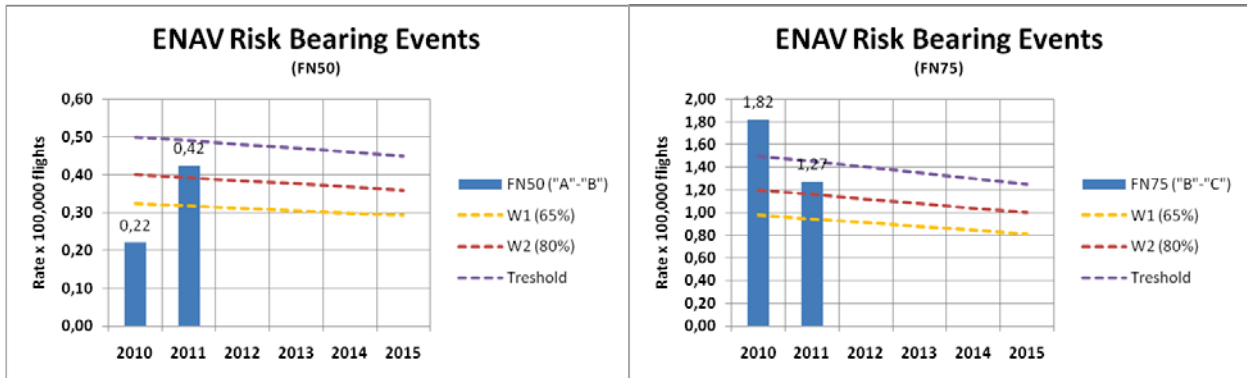 ENAV Risk Bearing Events
(FN50)
0,60
0,50
0,40
0,30
0,20
0,10
0,00
Rate x 100,000 flights
0,22
0,42
2010 2011 2012 2013 2014 2015
FN50 ("A"-"B")
W1 (65%)
W2 (80%)
Treshold
ENAV Risk Bearing Events
(FN75)
2,00
1,80
1,60
1,40
1,20
1,00
0,80
0,60
0,40
0,20
0,00
Rate x 100,000 flights
1,82
1,27
2010 2011 2012 2013 2014 2015
FN75 ("B"-"C")
W1 (65%)
W2 (80%)
Treshold